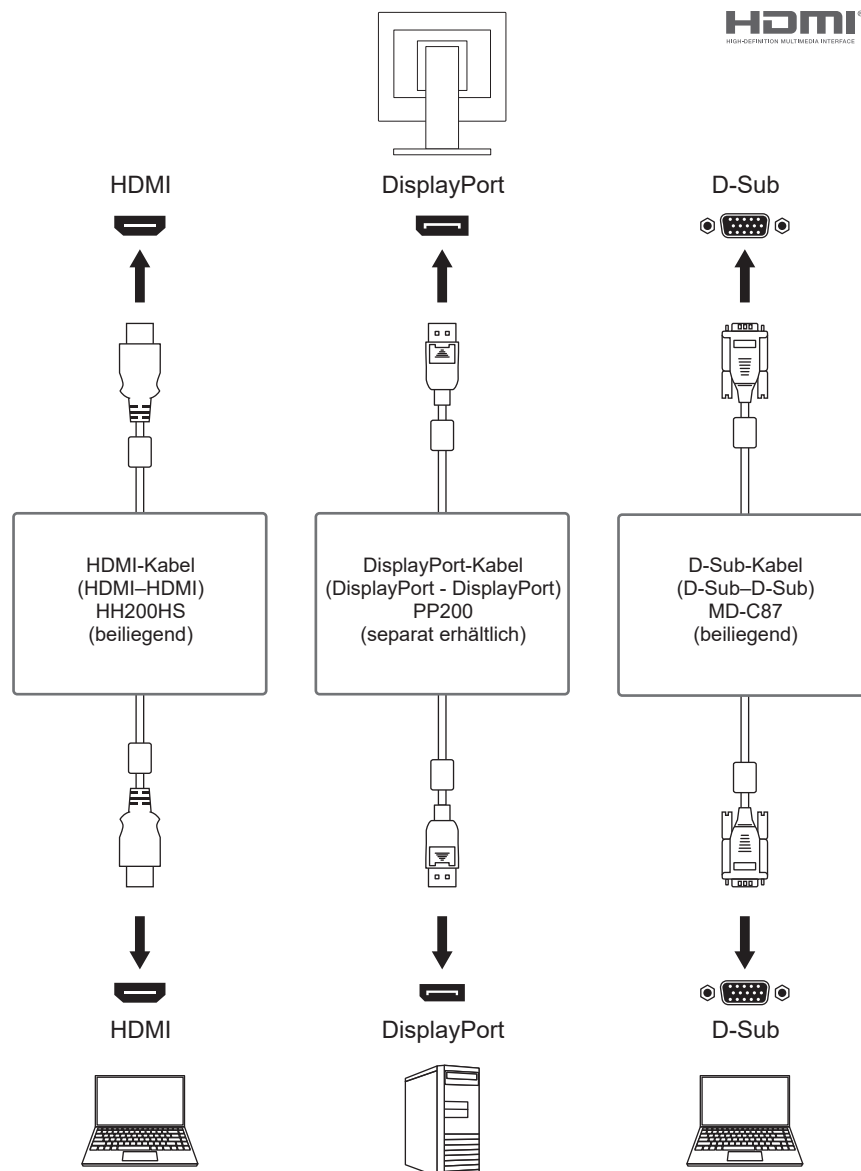 HDMI®
HIGH-DEFINITION MULTIMEDIA INTERFACE
HDMI
DisplayPort
D-Sub
HDMI-Kabel
(HDMI–HDMI)
HH200HS
(beiliegend)
DisplayPort-Kabel
(DisplayPort - DisplayPort)
PP200
(separat erhältlich)
D-Sub-Kabel
(D-Sub–D-Sub)
MD-C87
(beiliegend)
HDMI
DisplayPort
D-Sub